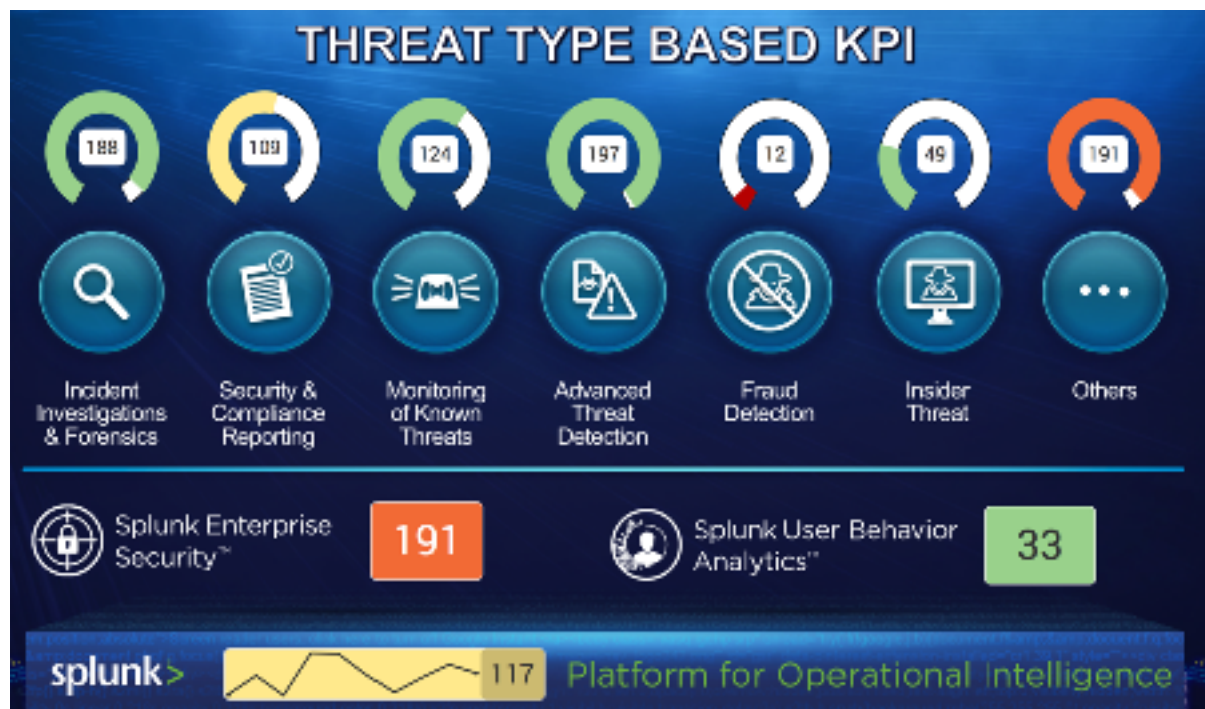 THREAT TYPE BASED KPI
188
109
124
197
12
49
191
Incident
Investigations
& Forensics
Security &
Compliance
Reporting
Monitoring
of Known
Threats
Advanced
Threat
Detection
Fraud
Detection
Insider
Threat
Others
Splunk Enterprise
Security™
191
Splunk User Behavior
Analytics™
33
splunk>
117
Platform for Operational Intelligence